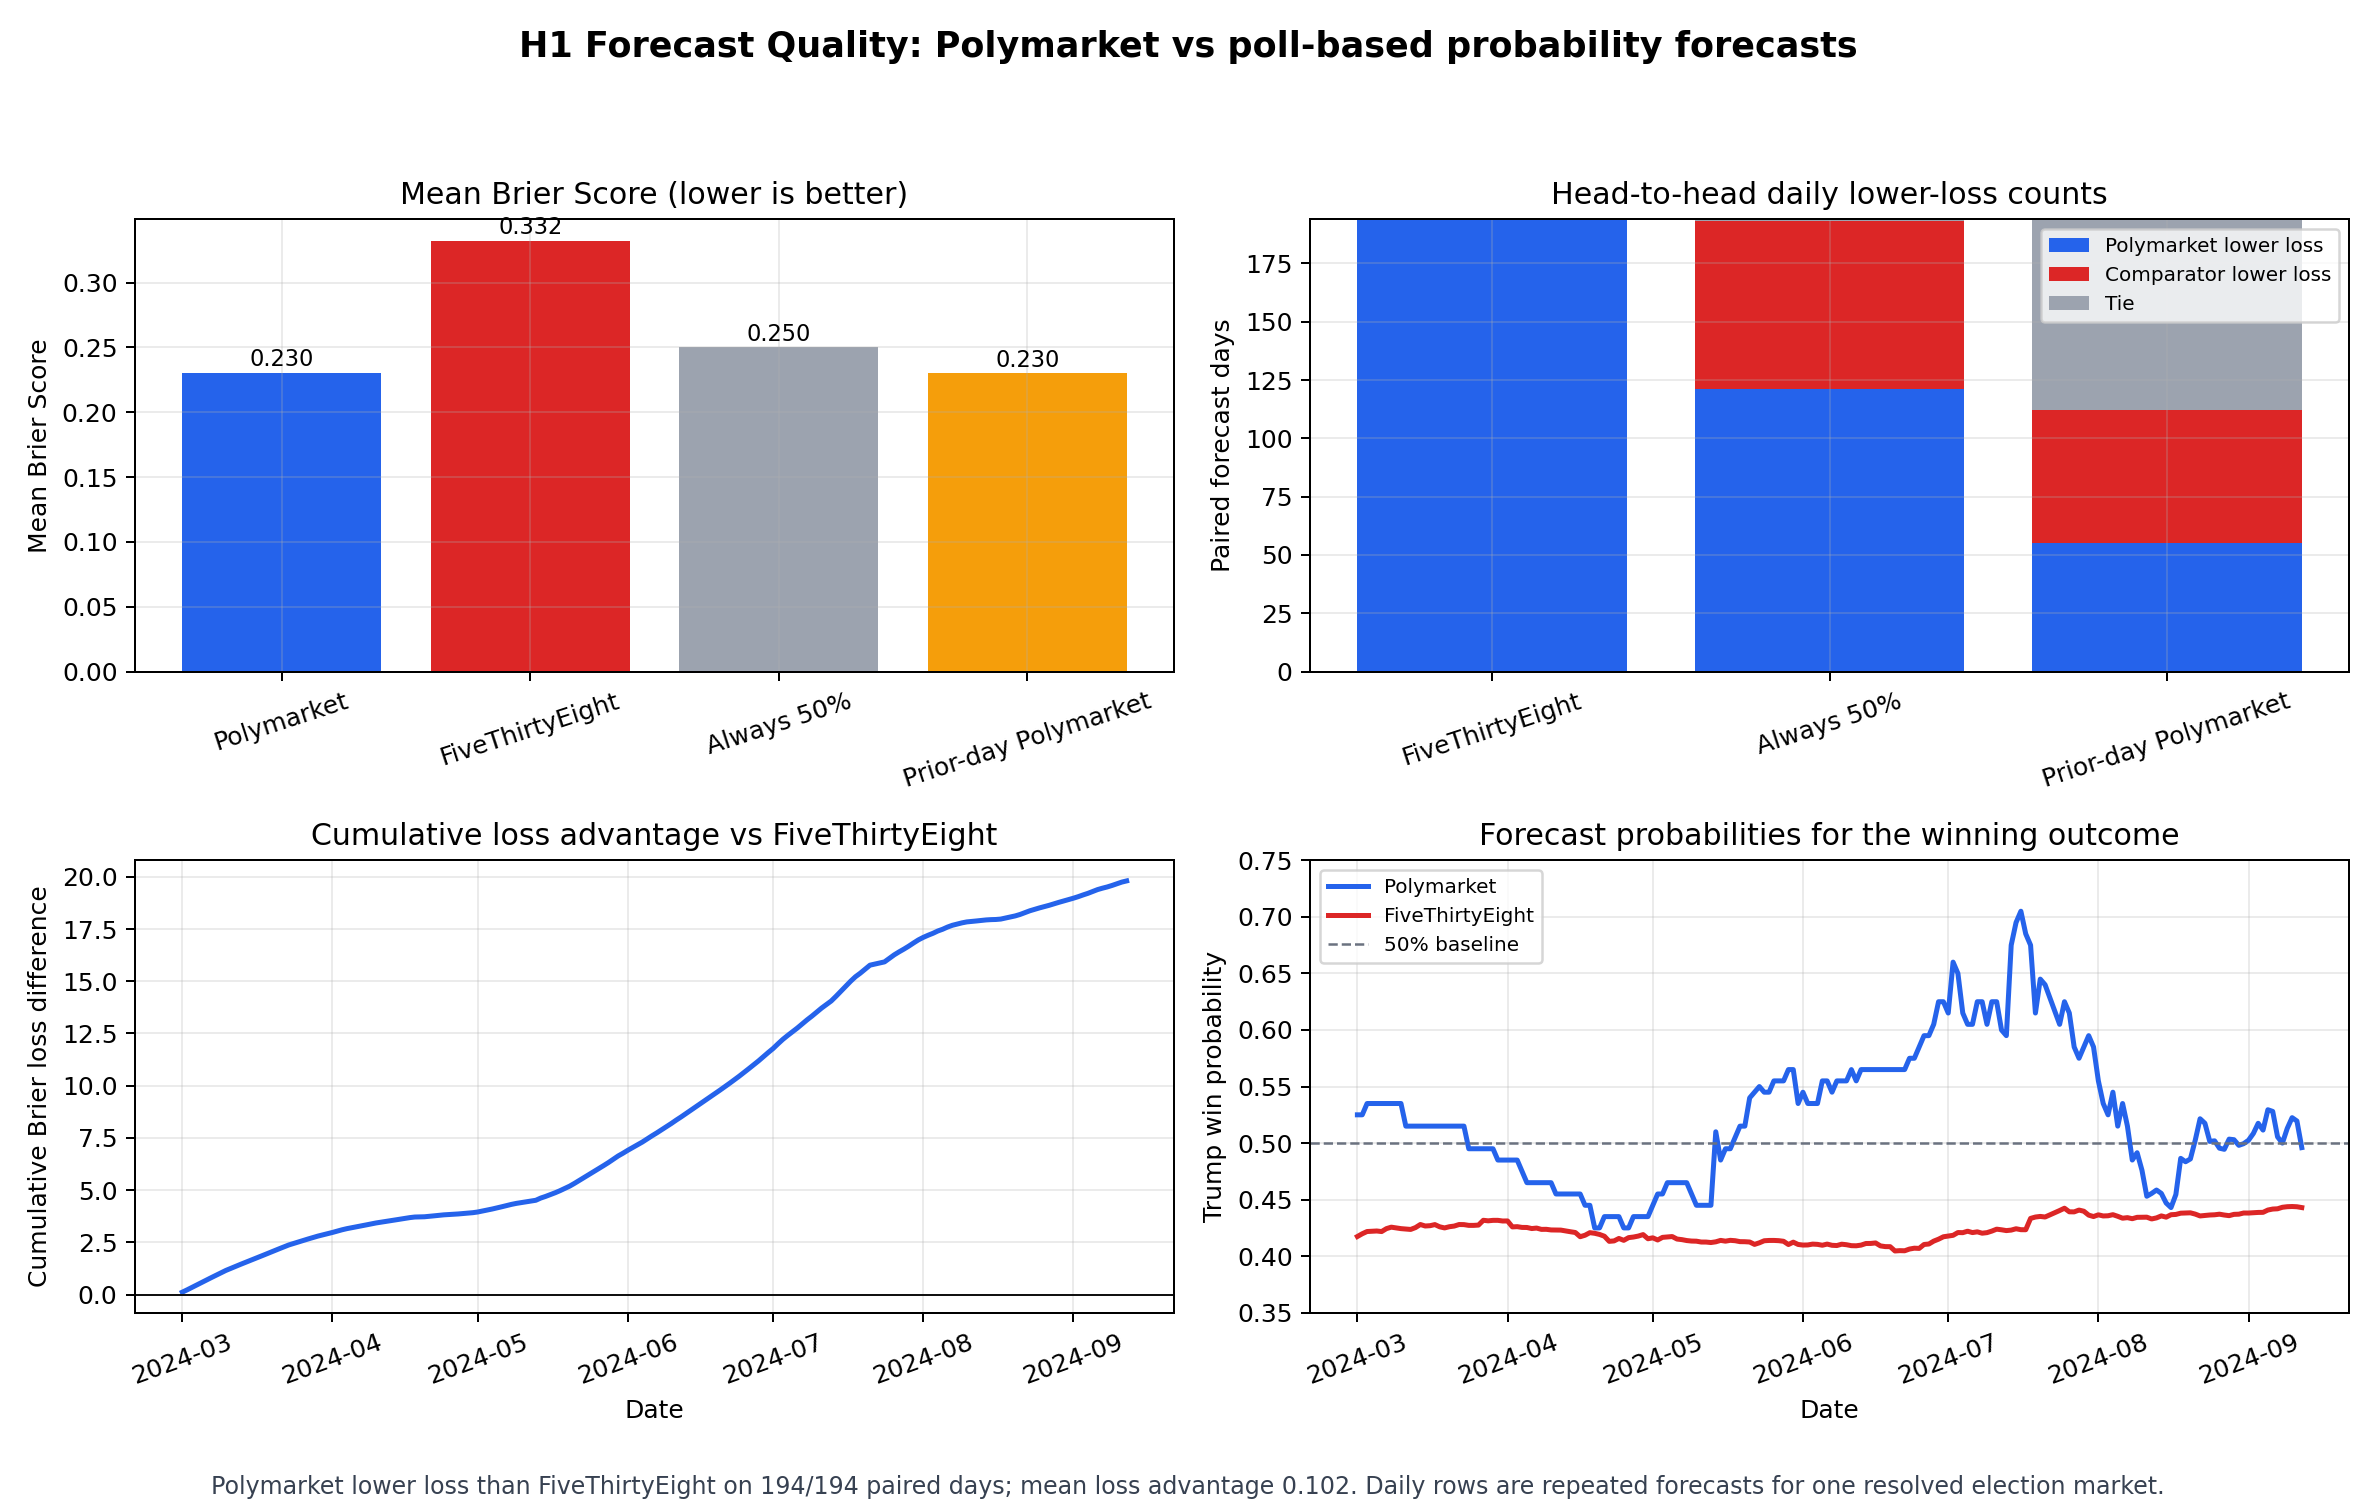 H1 Forecast Quality: Polymarket vs poll-based probability forecasts
Mean Brier Score (lower is better)
Mean Brier Score
0.30
0.25
0.20
0.15
0.10
0.05
0.00
0.230
0.332
0.250
0.230
Polymarket
FiveThirtyEight
Always 50%
Prior-day Polymarket
Head-to-head daily lower-loss counts
Paired forecast days
175
150
125
100
75
50
25
0
Polymarket lower loss
Comparator lower loss
Tie
FiveThirtyEight
Always 50%
Prior-day Polymarket
Cumulative loss advantage vs FiveThirtyEight
Cumulative Brier loss difference
20.0
17.5
15.0
12.5
10.0
7.5
5.0
2.5
0.0
2024-03
2024-04
2024-05
2024-06
2024-07
2024-08
2024-09
Date
Forecast probabilities for the winning outcome
Trump win probability
0.75
0.70
0.65
0.60
0.55
0.50
0.45
0.40
0.35
Polymarket
FiveThirtyEight
50% baseline
2024-03
2024-04
2024-05
2024-06
2024-07
2024-08
2024-09
Date
Polymarket lower loss than FiveThirtyEight on 194/194 paired days; mean loss advantage 0.102. Daily rows are repeated forecasts for one resolved election market.